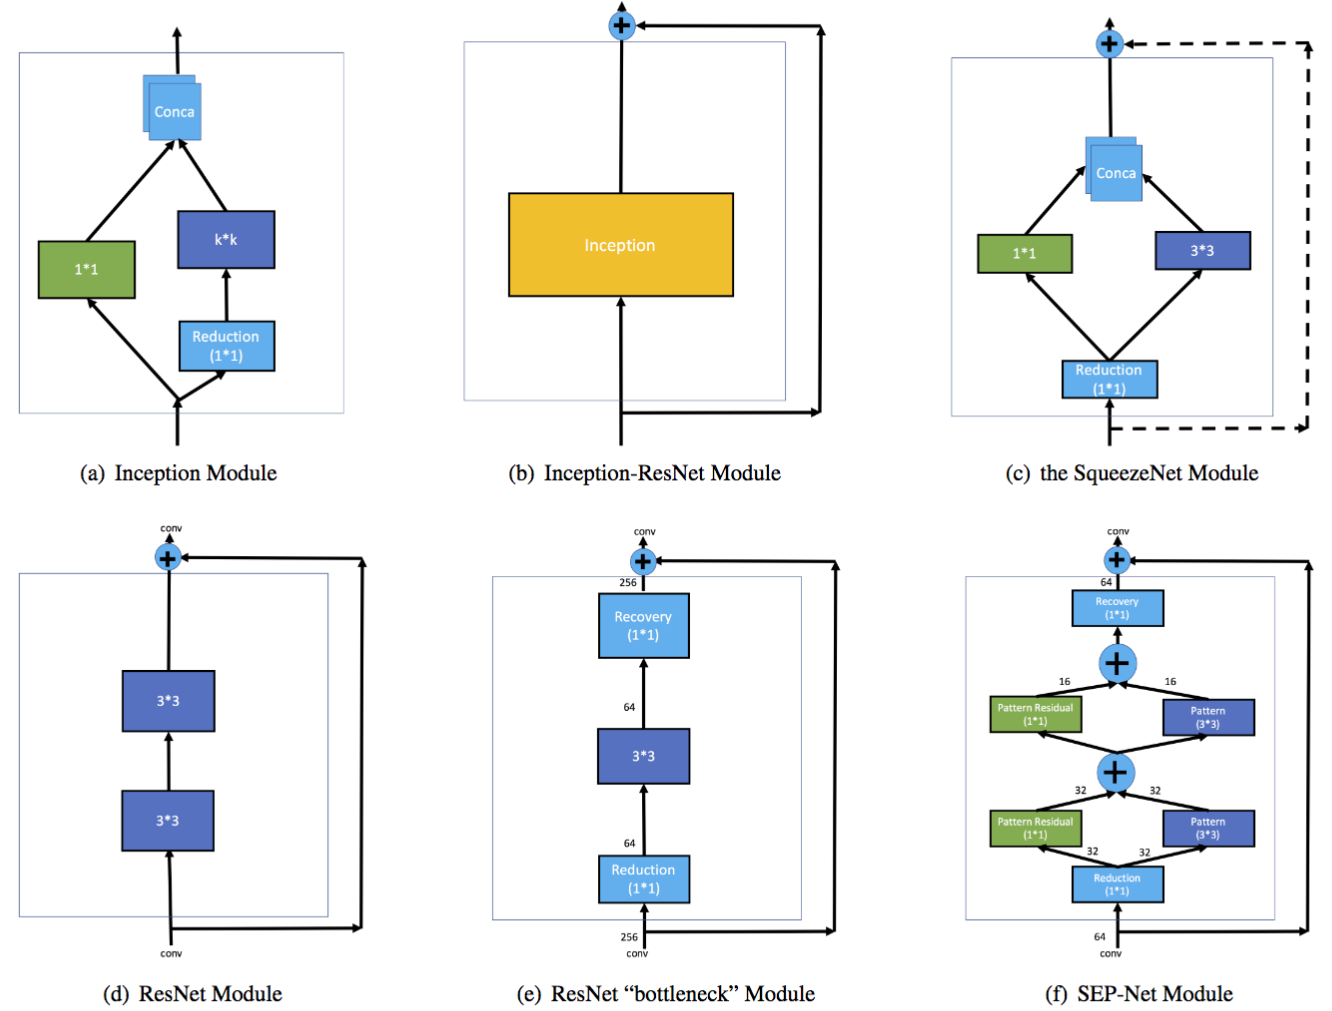 Conca
k*k
1*1
Reduction
(1*1)
(a) Inception Module
+
Inception
(b) Inception-ResNet Module
+
Conca
1*1
3*3
Reduction
(1*1)
(c) the SqueezeNet Module
conv
+
3*3
3*3
conv
(d) ResNet Module
conv
+
256
Recovery
(1*1)
64
3*3
64
Reduction
(1*1)
256
conv
(e) ResNet “bottleneck” Module
conv
+
64
Recovery
(1*1)
+
16 16
Pattern Residual
(1*1)
Pattern
(3*3)
+
32 32
Pattern Residual
(1*1)
Pattern
(3*3)
32 32
Reduction
(1*1)
64
conv
(f) SEP-Net Module